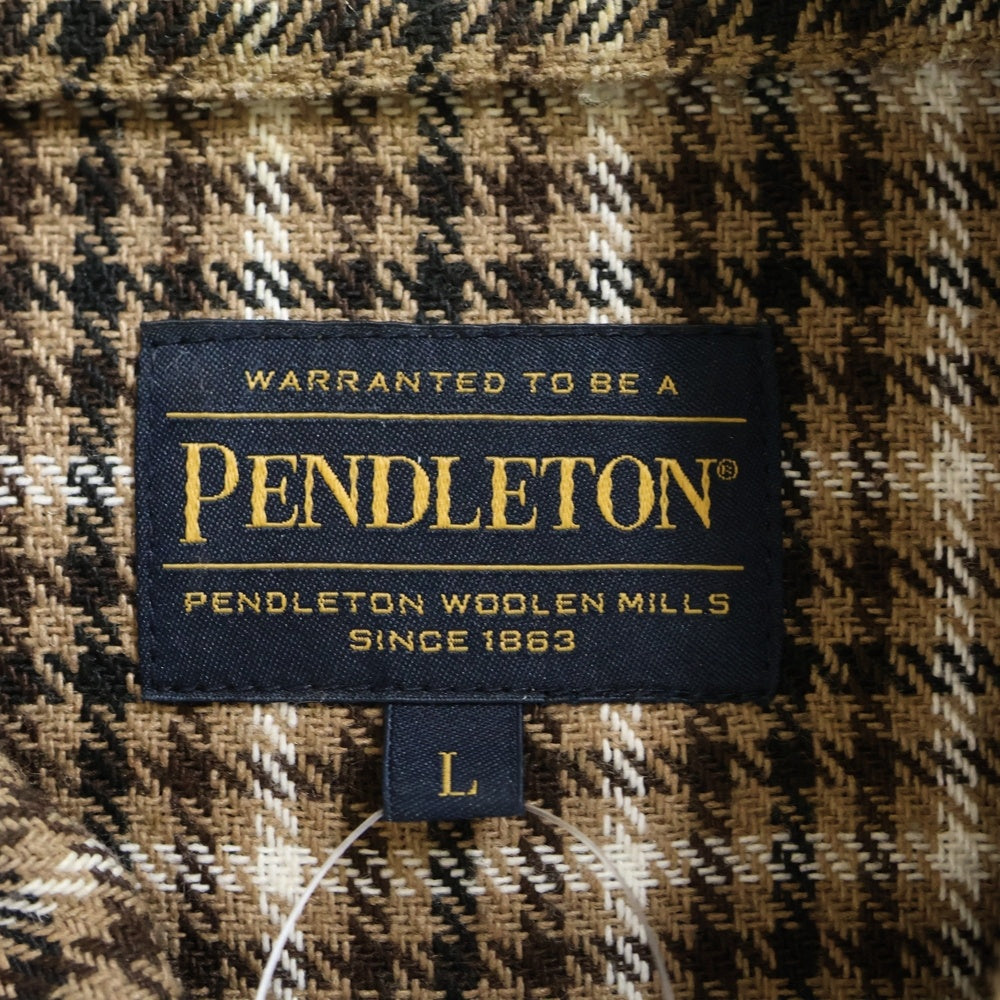 WARRANTED TO BE A
PENDLETON®
PENDLETON WOOLEN MILLS
SINCE 1863
L